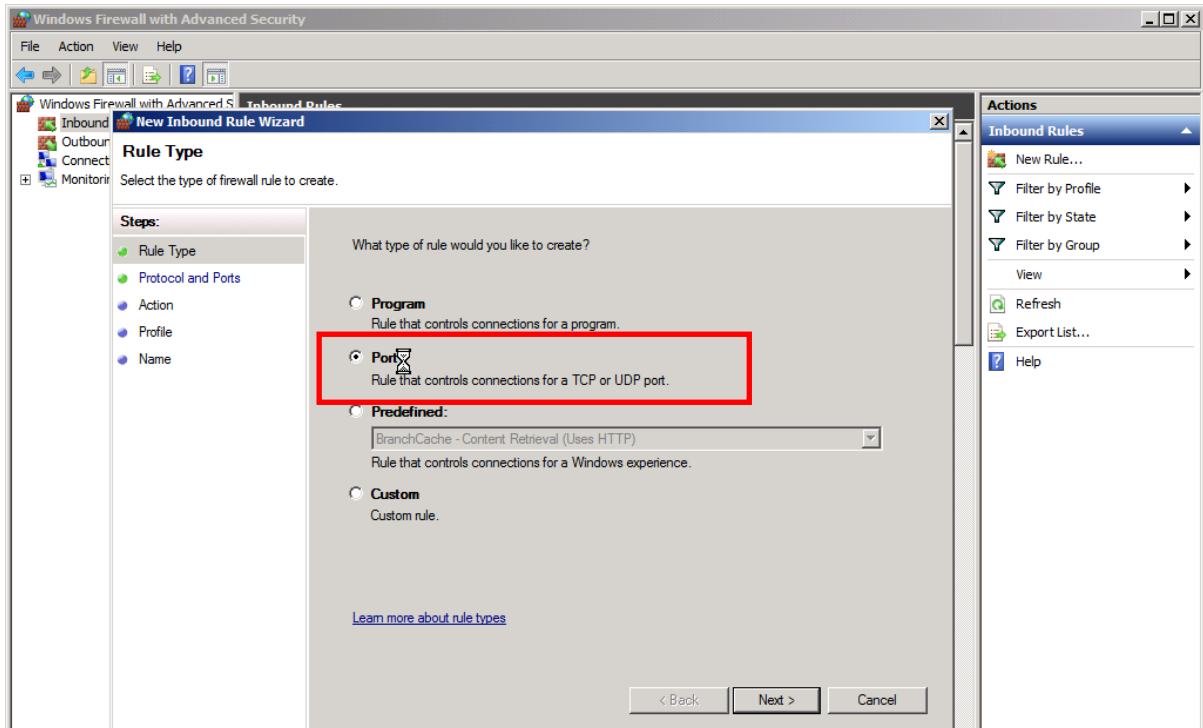 Windows Firewall with Advanced Security
File Action View Help
Windows Firewall with Advanced S
Inbound
Outboun
Connect
Monitorin
Inbound Rules
New Inbound Rule Wizard
Rule Type
Select the type of firewall rule to create.
Steps:
Rule Type
Protocol and Ports
Action
Profile
Name
What type of rule would you like to create?
Program
Rule that controls connections for a program.
Port
Rule that controls connections for a TCP or UDP port.
Predefined:
BranchCache - Content Retrieval (Uses HTTP)
Rule that controls connections for a Windows experience.
Custom
Custom rule.
Learn more about rule types
< Back Next > Cancel
Actions
Inbound Rules
New Rule...
Filter by Profile
Filter by State
Filter by Group
View
Refresh
Export List...
Help